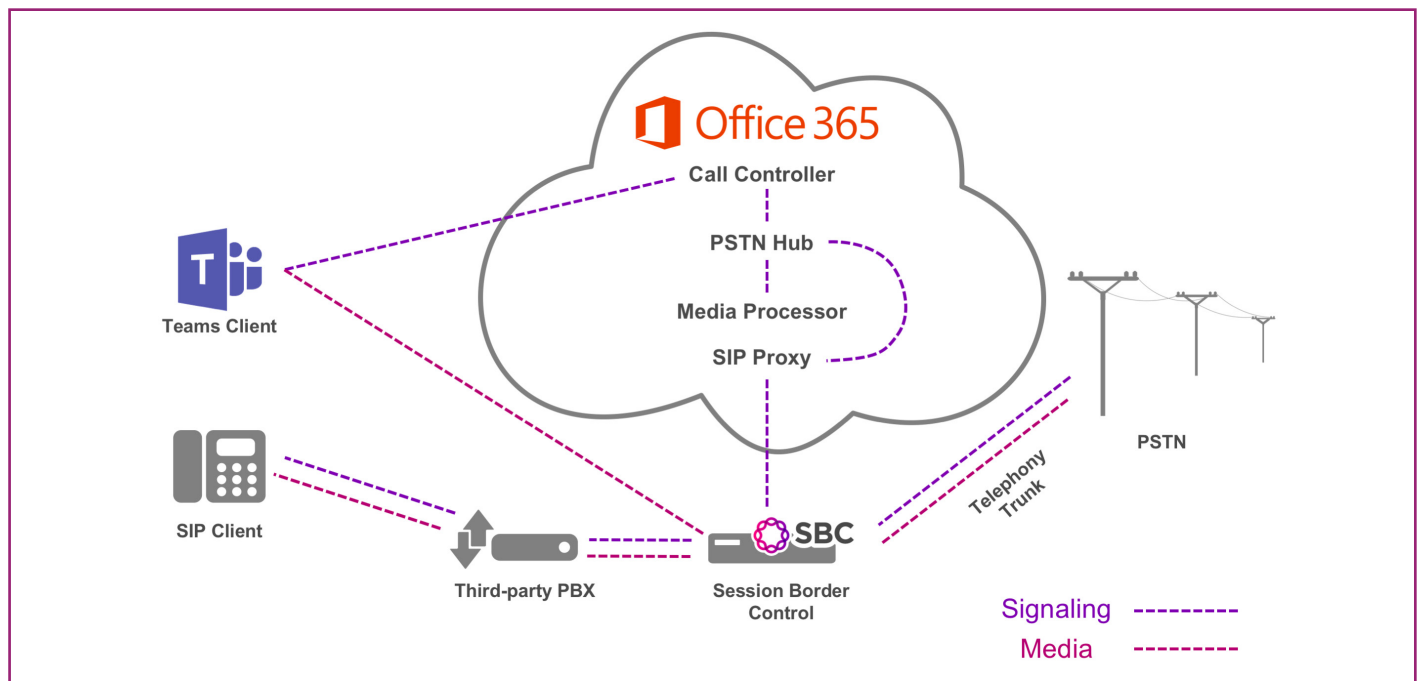 Office 365
Call Controller
PSTN Hub
Media Processor
SIP Proxy
T
Teams Client
PSTN
Telephony
Trunk
SIP Client
SBC
Third-party PBX
Session Border
Control
Signaling
Media